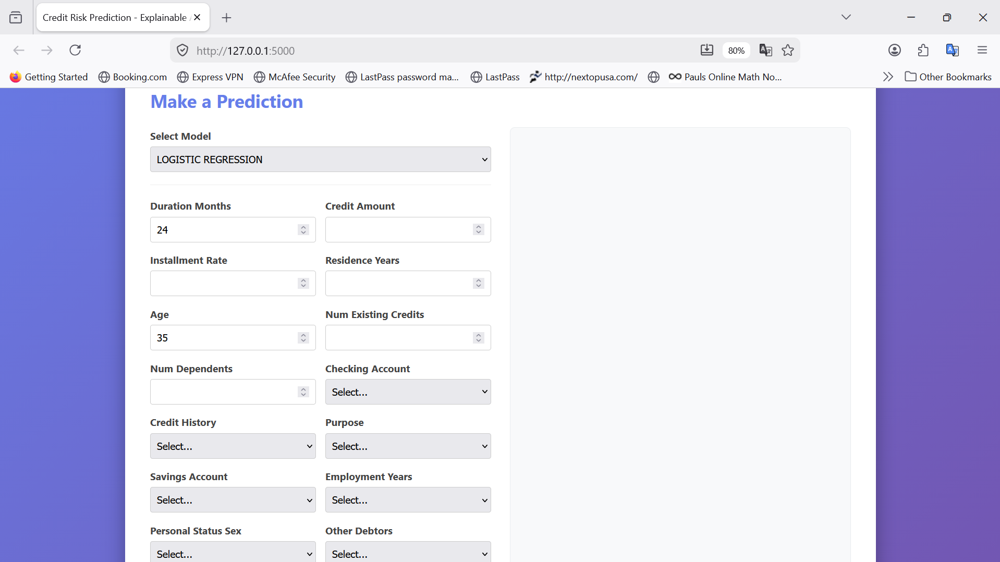 Credit Risk Prediction - Explainable
http://127.0.0.1:5000
80%
Getting Started
Booking.com
Express VPN
McAfee Security
LastPass password ma...
LastPass
http://nextopusa.com/
Pauls Online Math No...
Other Bookmarks
Make a Prediction
Select Model
LOGISTIC REGRESSION
Duration Months
Credit Amount
24
Installment Rate
Residence Years
Age
Num Existing Credits
35
Num Dependents
Checking Account
Select...
Credit History
Purpose
Select...
Select...
Savings Account
Employment Years
Select...
Select...
Personal Status Sex
Other Debtors
Select...
Select...